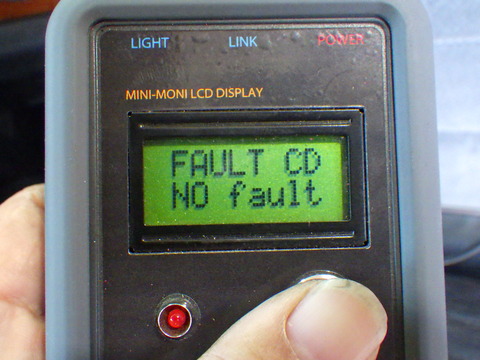 LIGHT LINK POWER
MINI-MONI LCD DISPLAY
FAULT CD
NO fault